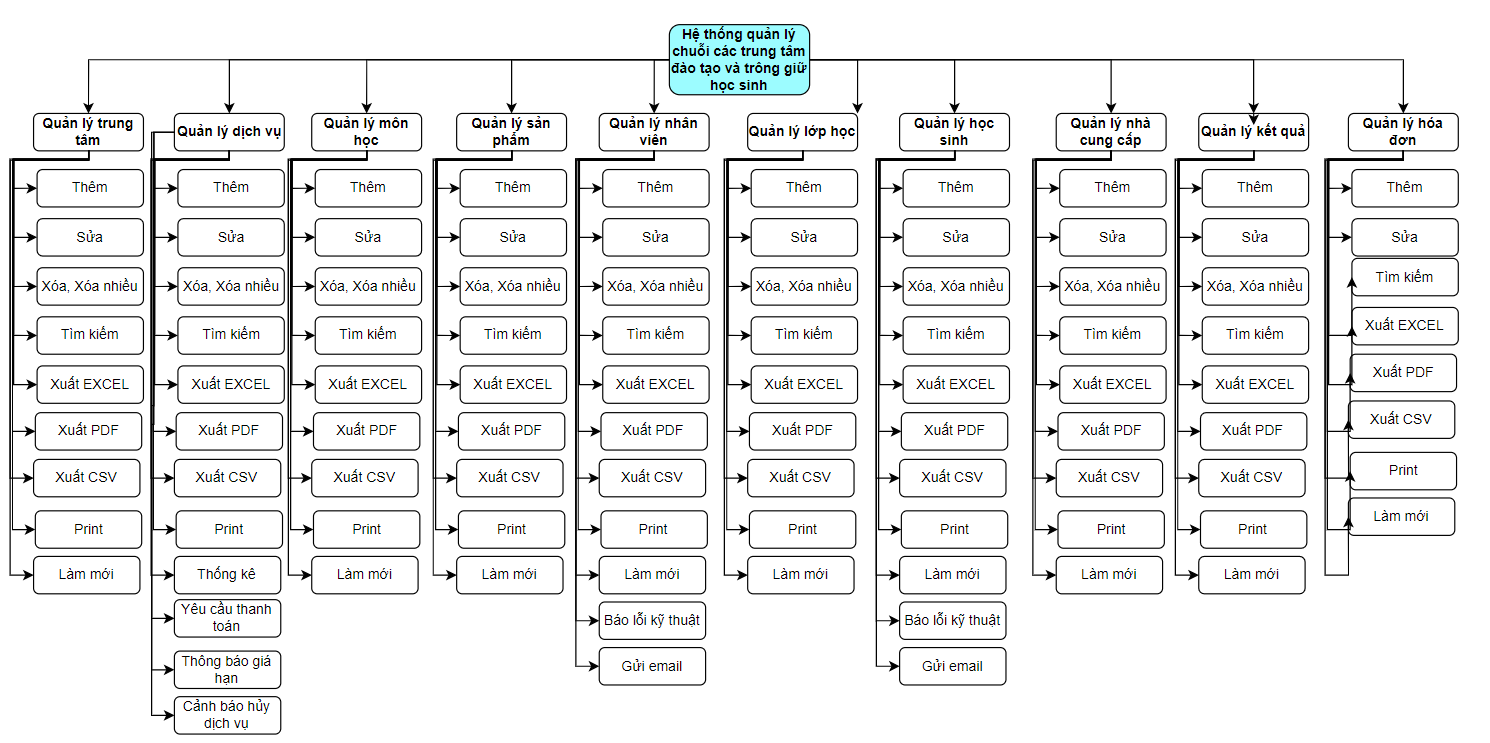 Hệ thống quản lý
chuỗi các trung tâm
đào tạo và trông giữ
học sinh
Quản lý trung
tâm
Thêm
Sửa
Xóa, Xóa nhiều
Tìm kiếm
Xuất EXCEL
Xuất PDF
Xuất CSV
Print
Làm mới
Quản lý dịch vụ
Thêm
Sửa
Xóa, Xóa nhiều
Tìm kiếm
Xuất EXCEL
Xuất PDF
Xuất CSV
Print
Thống kê
Yêu cầu thanh
toán
Thông báo giá
hạn
Cảnh báo hủy
dịch vụ
Quản lý môn
học
Thêm
Sửa
Xóa, Xóa nhiều
Tìm kiếm
Xuất EXCEL
Xuất PDF
Xuất CSV
Print
Làm mới
Quản lý sản
phẩm
Thêm
Sửa
Xóa, Xóa nhiều
Tìm kiếm
Xuất EXCEL
Xuất PDF
Xuất CSV
Print
Làm mới
Quản lý nhân
viên
Thêm
Sửa
Xóa, Xóa nhiều
Tìm kiếm
Xuất EXCEL
Xuất PDF
Xuất CSV
Print
Làm mới
Báo lỗi kỹ thuật
Gửi email
Quản lý lớp học
Thêm
Sửa
Xóa, Xóa nhiều
Tìm kiếm
Xuất EXCEL
Xuất PDF
Xuất CSV
Print
Làm mới
Quản lý học
sinh
Thêm
Sửa
Xóa, Xóa nhiều
Tìm kiếm
Xuất EXCEL
Xuất PDF
Xuất CSV
Print
Làm mới
Báo lỗi kỹ thuật
Gửi email
Quản lý nhà
cung cấp
Thêm
Sửa
Xóa, Xóa nhiều
Tìm kiếm
Xuất EXCEL
Xuất PDF
Xuất CSV
Print
Làm mới
Quản lý kết quả
Thêm
Sửa
Xóa, Xóa nhiều
Tìm kiếm
Xuất EXCEL
Xuất PDF
Xuất CSV
Print
Làm mới
Quản lý hóa
đơn
Thêm
Sửa
Tìm kiếm
Xuất EXCEL
Xuất PDF
Xuất CSV
Print
Làm mới